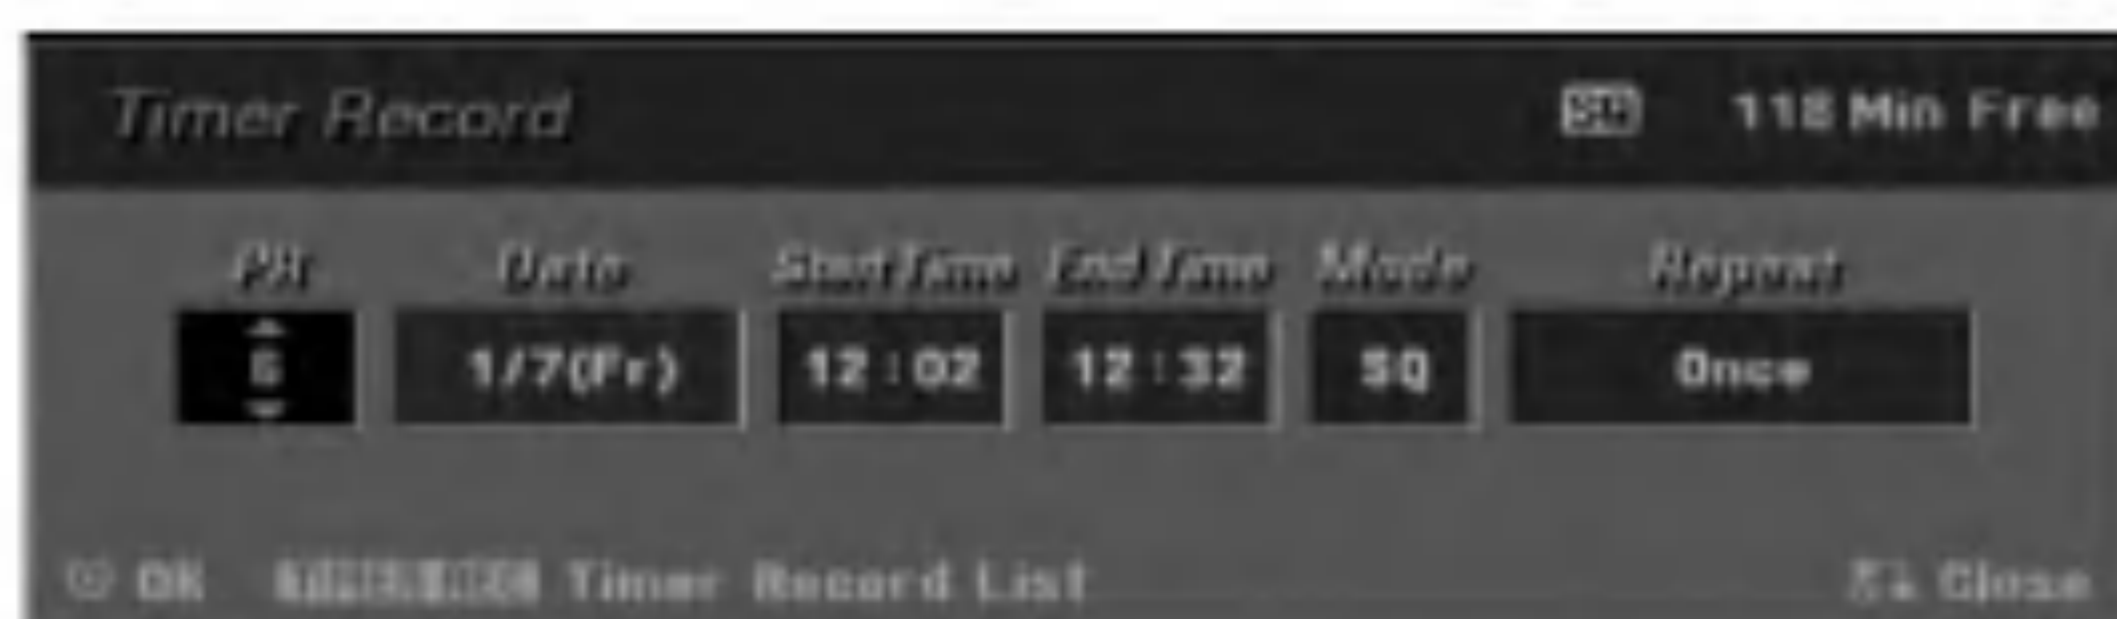 Timer Record SQ 118 Min Free
PR Date Start Time End Time Mode Repeat
1/7(Fr) 12:02 12:32 SQ Once
OK Timer Record List Close